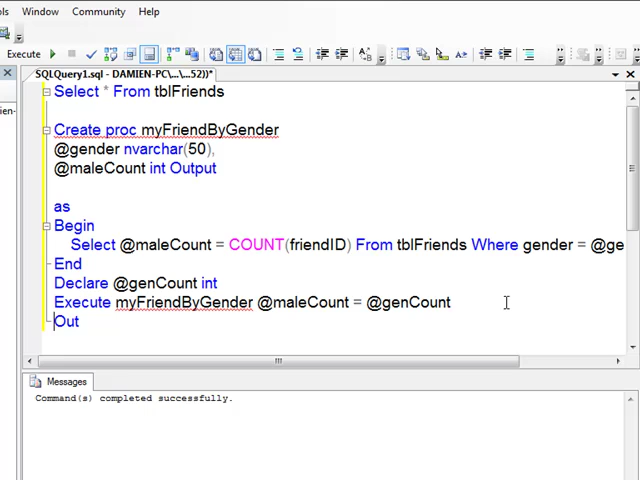 ols Window Community Help
Execute
SQLQuery1.sql - DAMIEN-PC\...\...52))*
en-
Select * From tblFriends
Create proc myFriendByGender
@gender nvarchar(50),
@maleCount int Output
as
Begin
Select @maleCount = COUNT(friendID) From tblFriends Where gender = @ge
End
Declare @genCount int
Execute myFriendByGender @maleCount = @genCount
Out
Messages
Command(s) completed successfully.